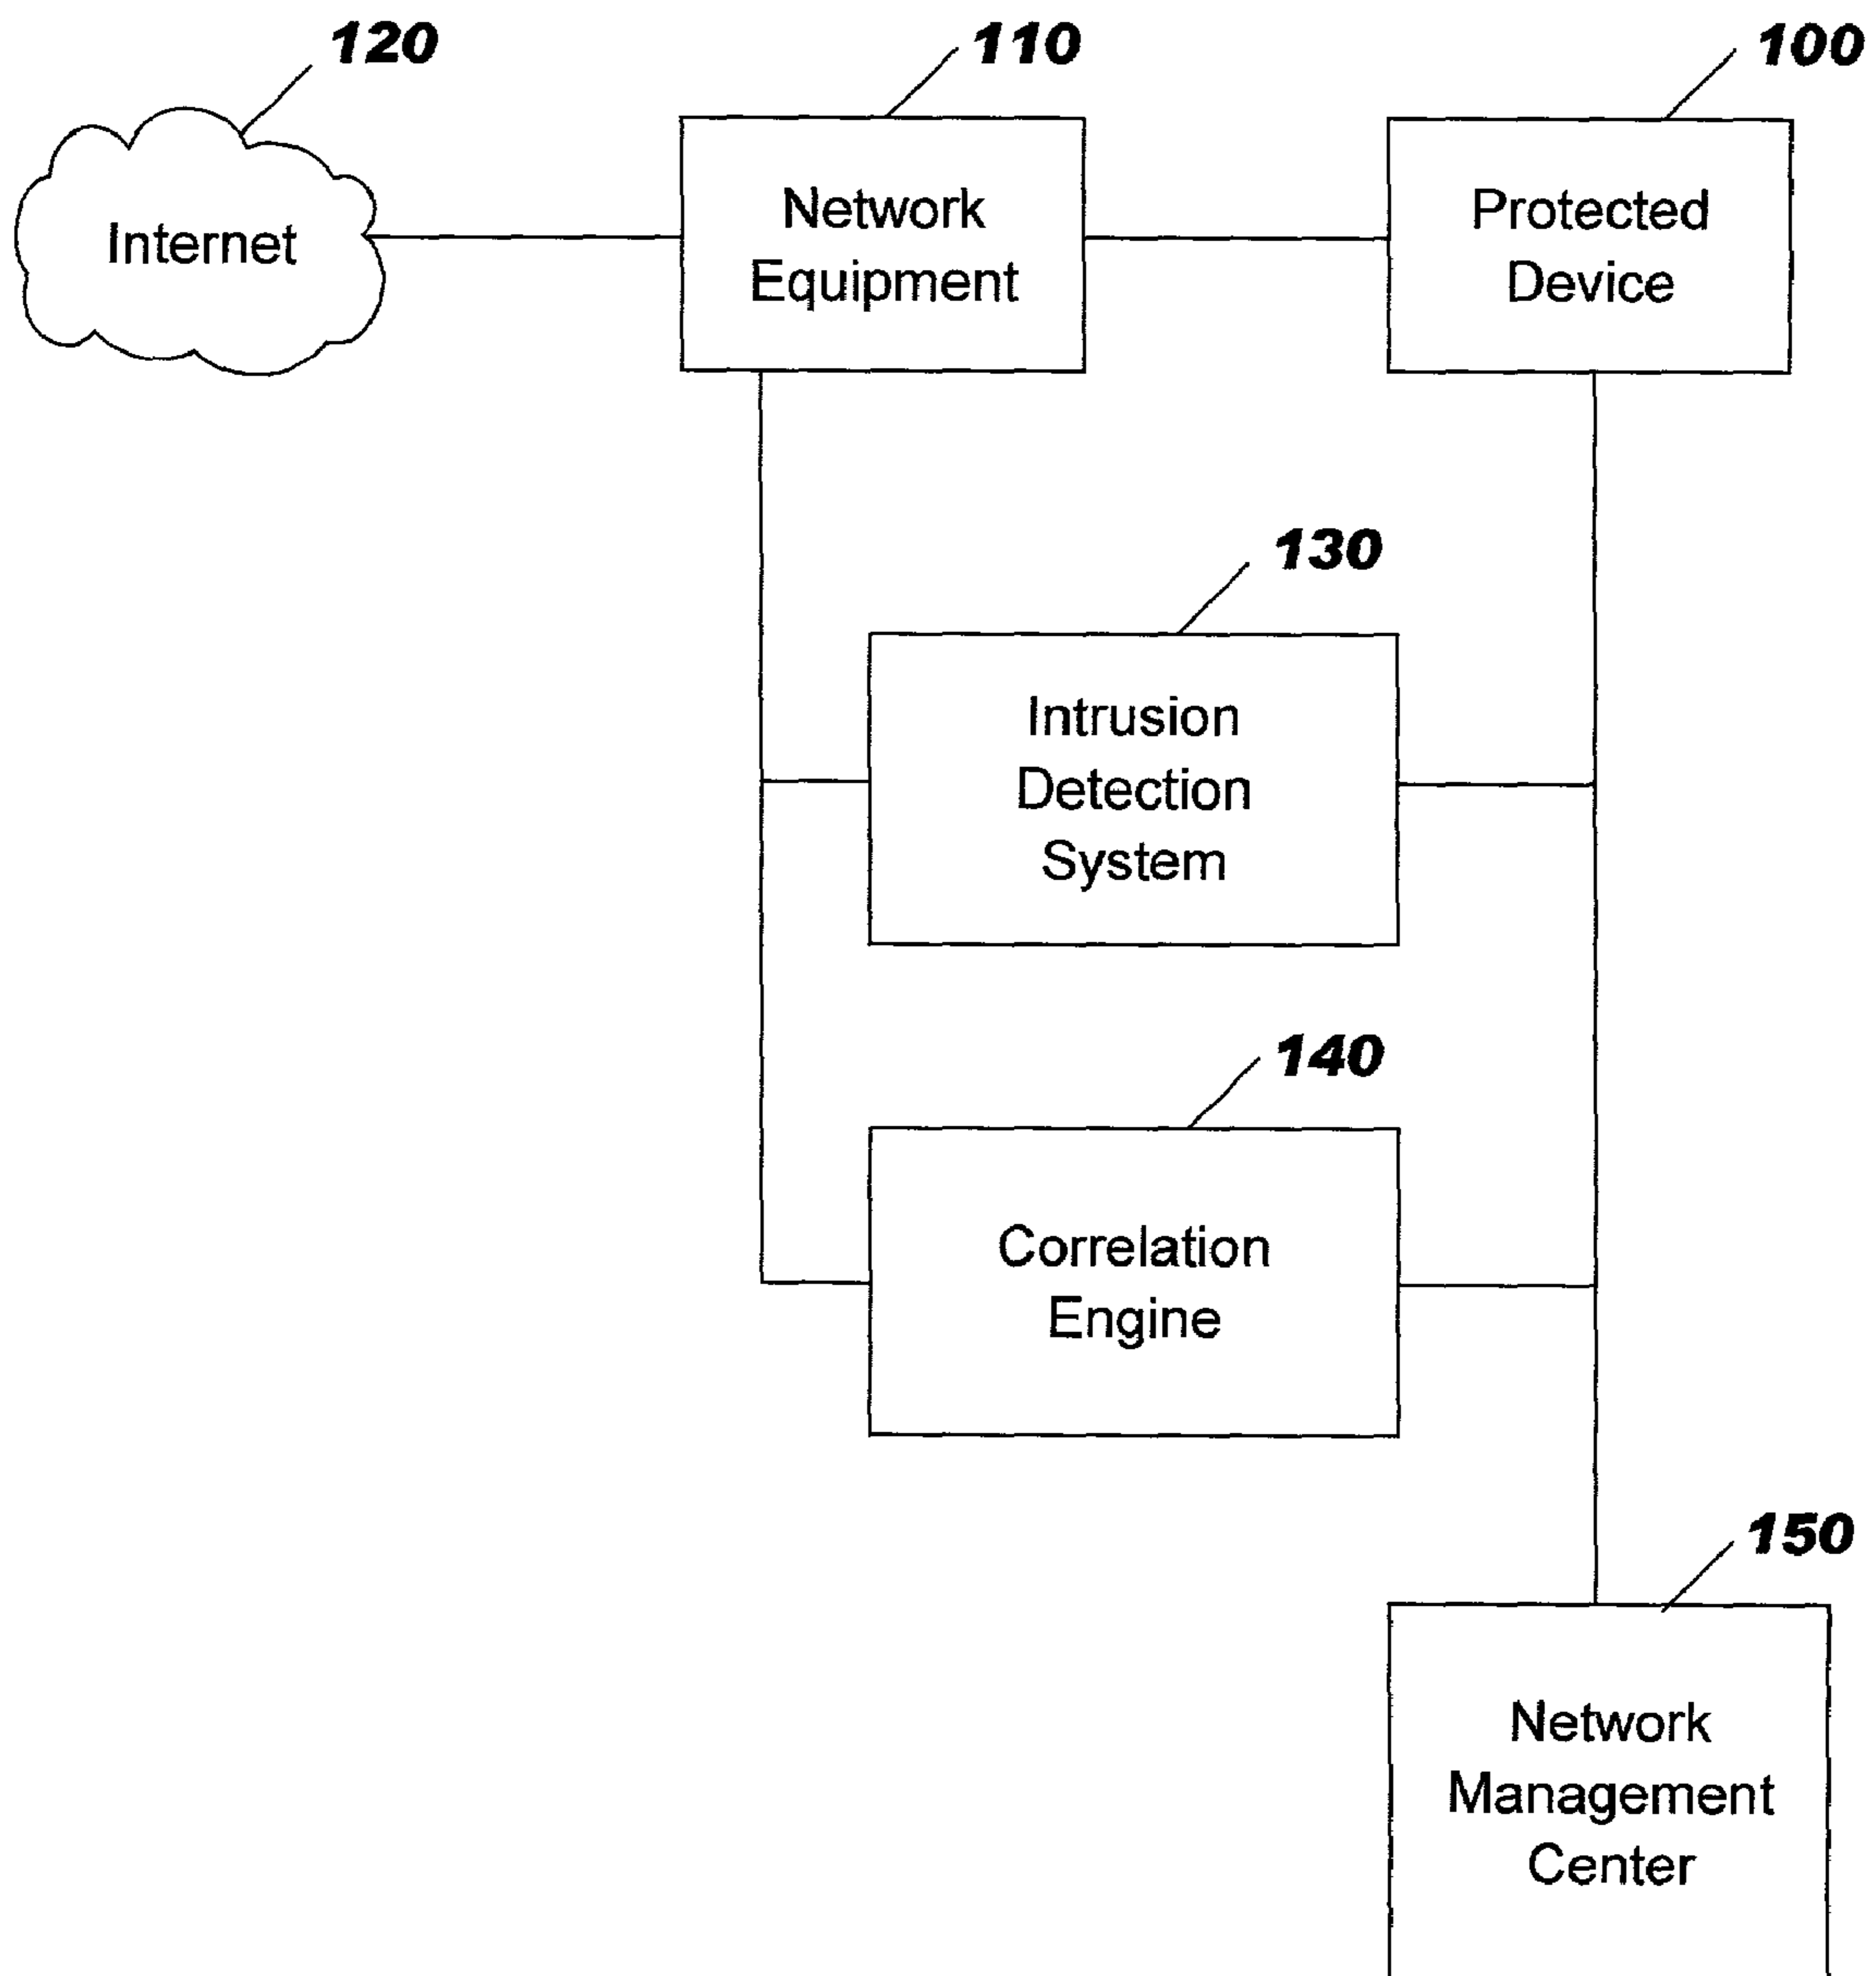 120
110
100
Internet
Network
Equipment
Protected
Device
130
Intrusion
Detection
System
140
Correlation
Engine
150
Network
Management
Center